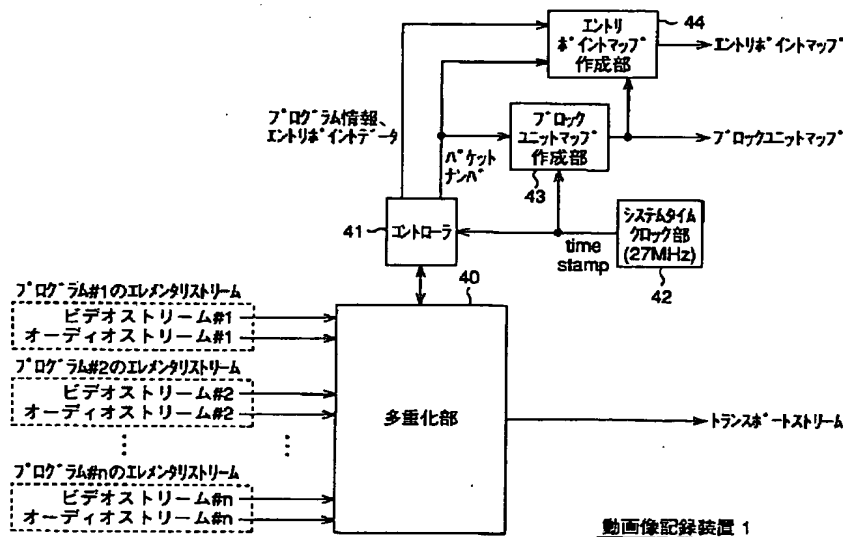 エントリ
ポイントマップ
作成部
44
エントリポイントマップ
プログラム情報、
エントリポイントデータ
パケット
ナンバ
ブロック
ユニットマップ
作成部
43
ブロックユニットマップ
41
コントローラ
time
stamp
システムタイム
クロック部
(27MHz)
42
40
プログラム#1のエレメンタリストリーム
ビデオストリーム#1
オーディオストリーム#1
プログラム#2のエレメンタリストリーム
ビデオストリーム#2
オーディオストリーム#2
多重化部
トランスポートストリーム
プログラム#nのエレメンタリストリーム
ビデオストリーム#n
オーディオストリーム#n
動画像記録装置 1